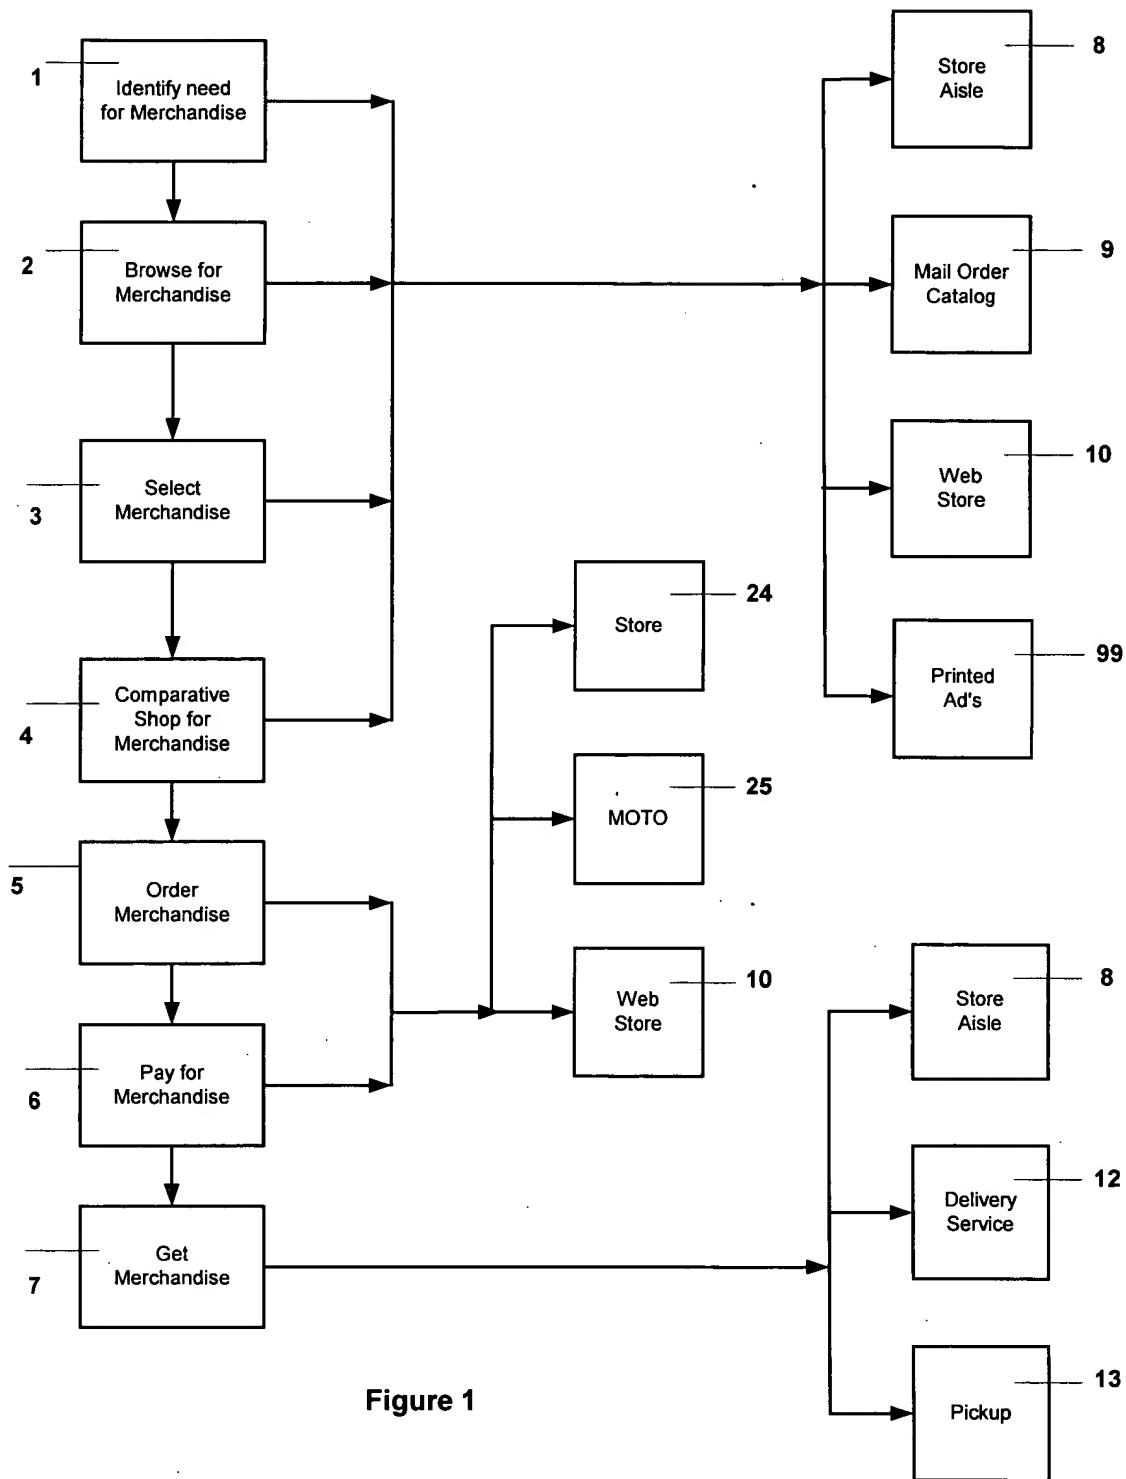 1
Identify need
for Merchandise
2
Browse for
Merchandise
3
Select
Merchandise
4
Comparative
Shop for
Merchandise
5
Order
Merchandise
6
Pay for
Merchandise
7
Get
Merchandise
Store
24
MOTO
25
Web
Store
10
Store
Aisle
8
Mail Order
Catalog
9
Web
Store
10
Printed
Ad's
99
Store
Aisle
8
Delivery
Service
12
Pickup
13
Figure 1